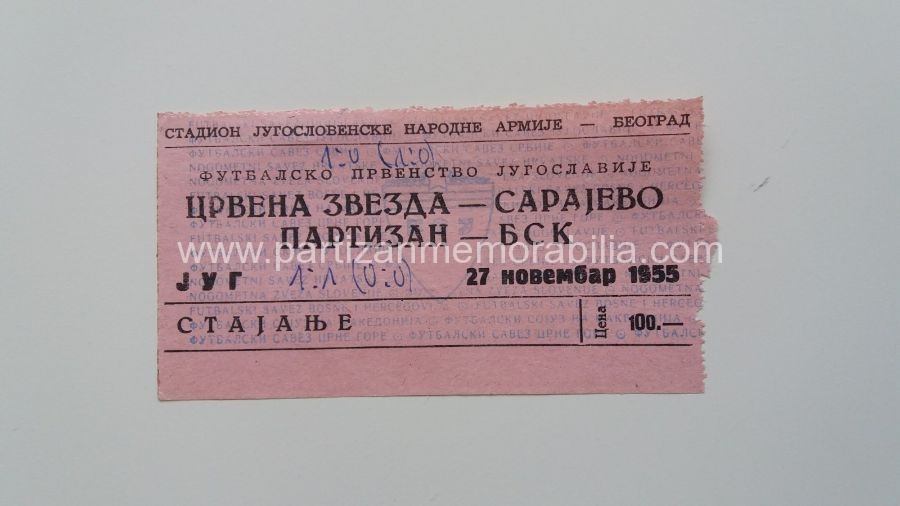 СТАДИОН ЈУГОСЛОВЕНСКЕ НАРОДНЕ АРМИЈЕ — БЕОГРАД
1:0 (1:0)
ФУТБАЛСКО ПРВЕНСТВО ЈУГОСЛАВИЈЕ
ЦРВЕНА ЗВЕЗДА — САРАЈЕВО
ПАРТИЗАН — БСК
www.partizanmemorabilia.com
ЈУГ 1:1 (0:0) 27 новембар 1955
СТАЈАЊЕ Цена 100.—